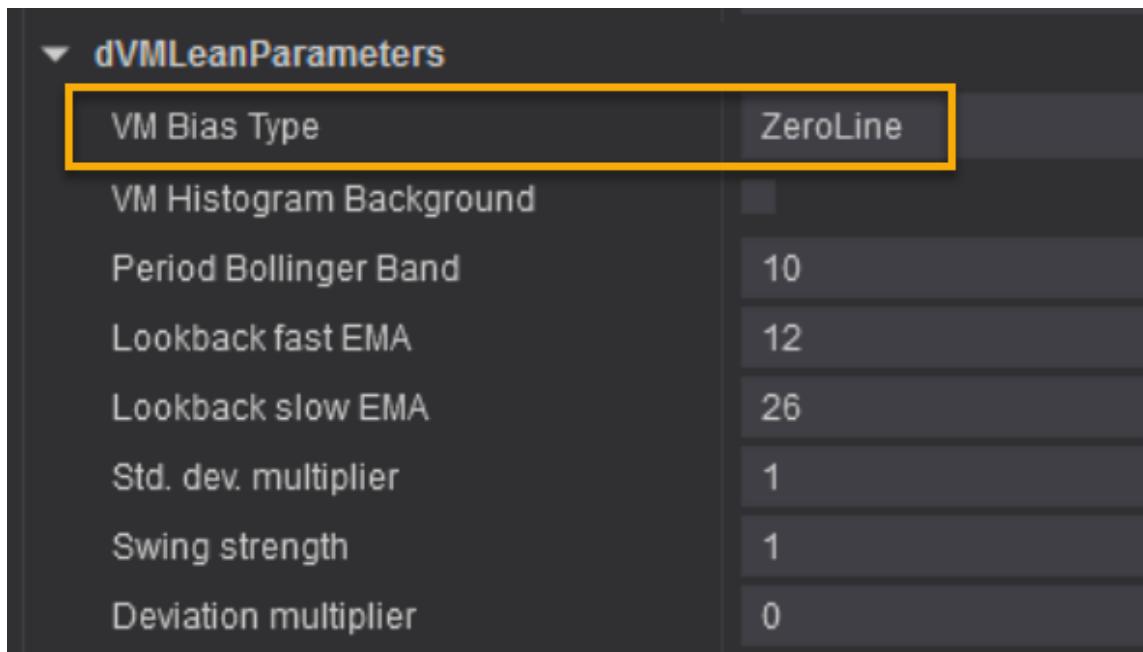 dVMLeanParameters
VM Bias Type ZeroLine
VM Histogram Background
Period Bollinger Band 10
Lookback fast EMA 12
Lookback slow EMA 26
Std. dev. multiplier 1
Swing strength 1
Deviation multiplier 0